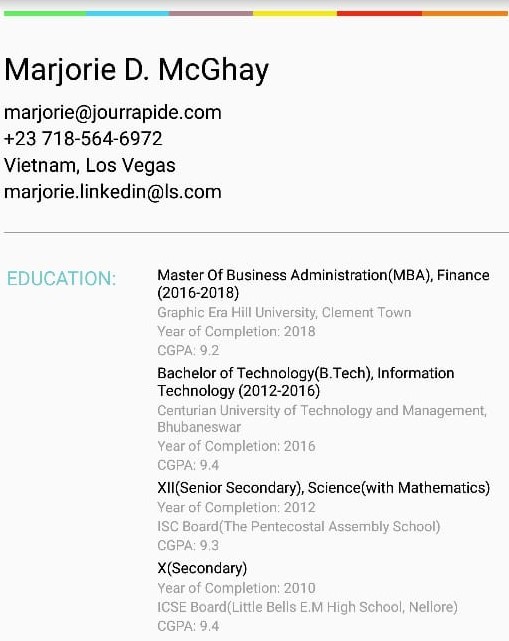 Marjorie D. McGhay
marjorie@jourrapide.com
+23 718-564-6972
Vietnam, Los Vegas
marjorie.linkedin@ls.com
EDUCATION:
Master Of Business Administration(MBA), Finance
(2016-2018)
Graphic Era Hill University, Clement Town
Year of Completion: 2018
CGPA: 9.2
Bachelor of Technology(B.Tech), Information
Technology (2012-2016)
Centurian University of Technology and Management,
Bhubaneswar
Year of Completion: 2016
CGPA: 9.4
XII(Senior Secondary), Science(with Mathematics)
Year of Completion: 2012
ISC Board(The Pentecostal Assembly School)
CGPA: 9.3
X(Secondary)
Year of Completion: 2010
ICSE Board(Little Bells E.M High School, Nellore)
CGPA: 9.4